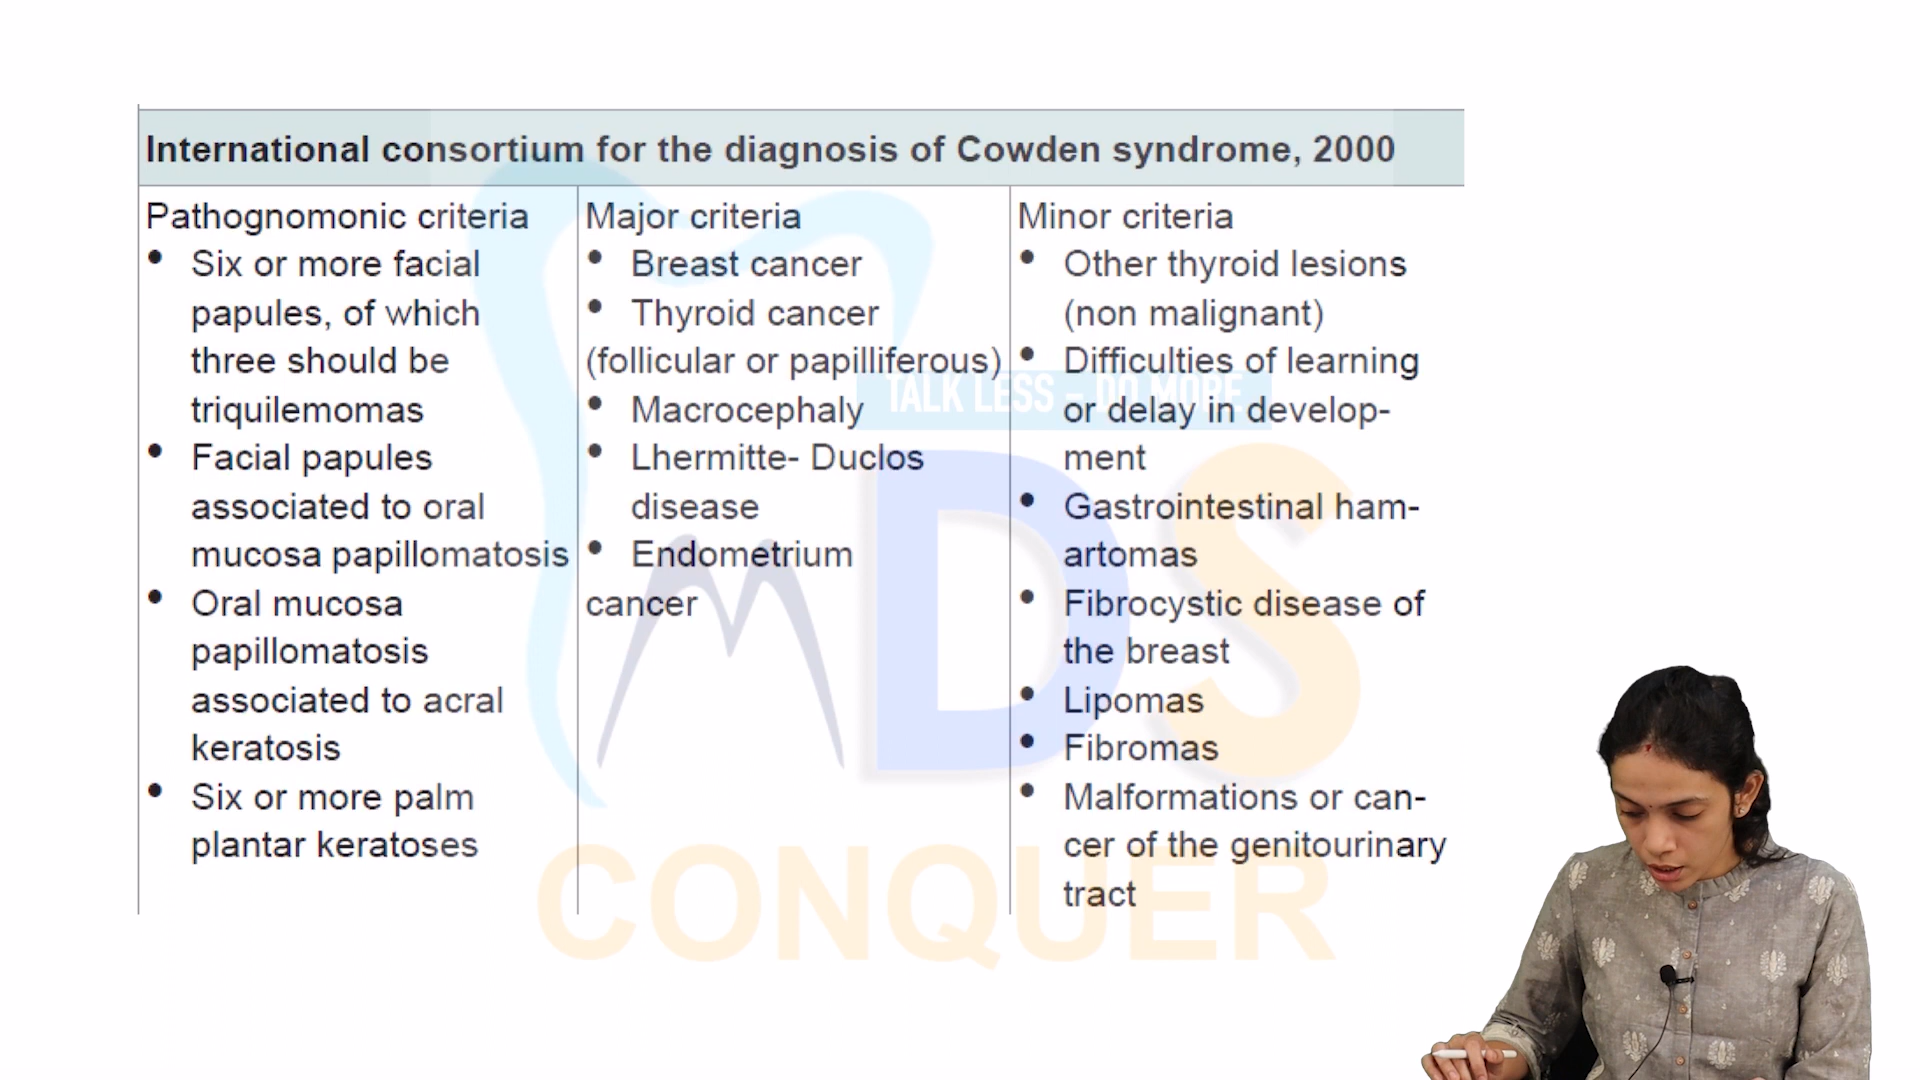 International consortium for the diagnosis of Cowden syndrome, 2000
Pathognomonic criteria
• Six or more facial
papules, of which
three should be
triquilemomas
• Facial papules
associated to oral
mucosa papillomatosis
• Oral mucosa
papillomatosis
associated to acral
keratosis
• Six or more palm
plantar keratoses
Major criteria
• Breast cancer
• Thyroid cancer
(follicular or papilliferous)
• Macrocephaly
• Lhermitte- Duclos
disease
• Endometrium
cancer
Minor criteria
• Other thyroid lesions
(non malignant)
• Difficulties of learning
or delay in develop-
ment
• Gastrointestinal ham-
artomas
• Fibrocystic disease of
the breast
• Lipomas
• Fibromas
• Malformations or can-
cer of the genitourinary
tract
TALK LESS - DO MORE
MDS
CONQUER